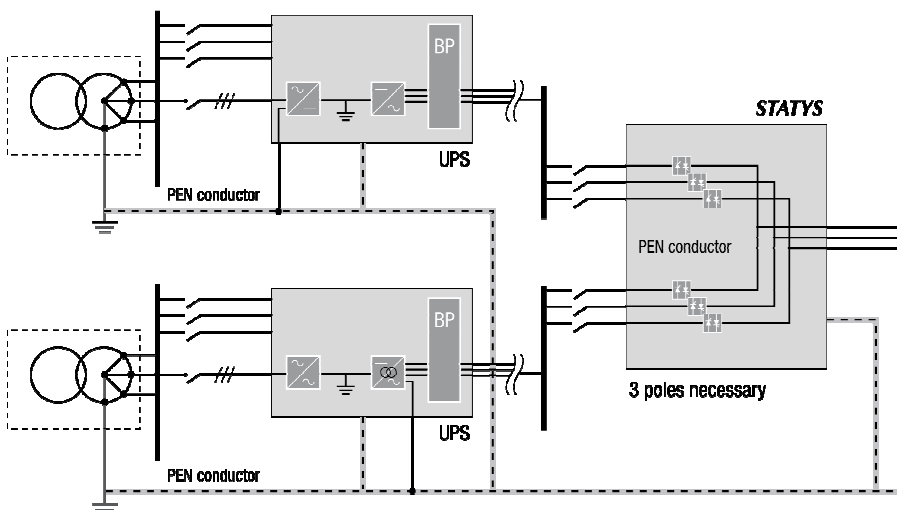 BP
STATYS
UPS
PEN conductor
PEN conductor
BP
3 poles necessary
UPS
PEN conductor